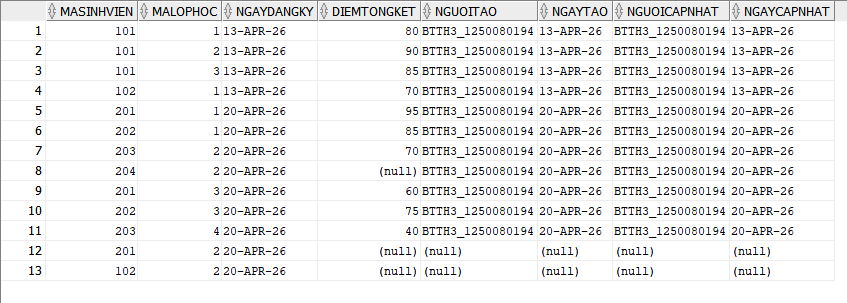 MASINHVIEN MALOPHOC NGAYDANGKY DIEMTONGKET NGUOITAO NGAYTAO NGUOICAPNHAT NGAYCAPNHAT
1 101 1 13-APR-26 80 BTTH3_1250080194 13-APR-26 BTTH3_1250080194 13-APR-26
2 101 2 13-APR-26 90 BTTH3_1250080194 13-APR-26 BTTH3_1250080194 13-APR-26
3 101 3 13-APR-26 85 BTTH3_1250080194 13-APR-26 BTTH3_1250080194 13-APR-26
4 102 1 13-APR-26 70 BTTH3_1250080194 13-APR-26 BTTH3_1250080194 13-APR-26
5 201 1 20-APR-26 95 BTTH3_1250080194 20-APR-26 BTTH3_1250080194 20-APR-26
6 202 1 20-APR-26 85 BTTH3_1250080194 20-APR-26 BTTH3_1250080194 20-APR-26
7 203 2 20-APR-26 70 BTTH3_1250080194 20-APR-26 BTTH3_1250080194 20-APR-26
8 204 2 20-APR-26 (null) BTTH3_1250080194 20-APR-26 BTTH3_1250080194 20-APR-26
9 201 3 20-APR-26 60 BTTH3_1250080194 20-APR-26 BTTH3_1250080194 20-APR-26
10 202 3 20-APR-26 75 BTTH3_1250080194 20-APR-26 BTTH3_1250080194 20-APR-26
11 203 4 20-APR-26 40 BTTH3_1250080194 20-APR-26 BTTH3_1250080194 20-APR-26
12 201 2 20-APR-26 (null) (null) (null) (null) (null)
13 102 2 20-APR-26 (null) (null) (null) (null) (null)